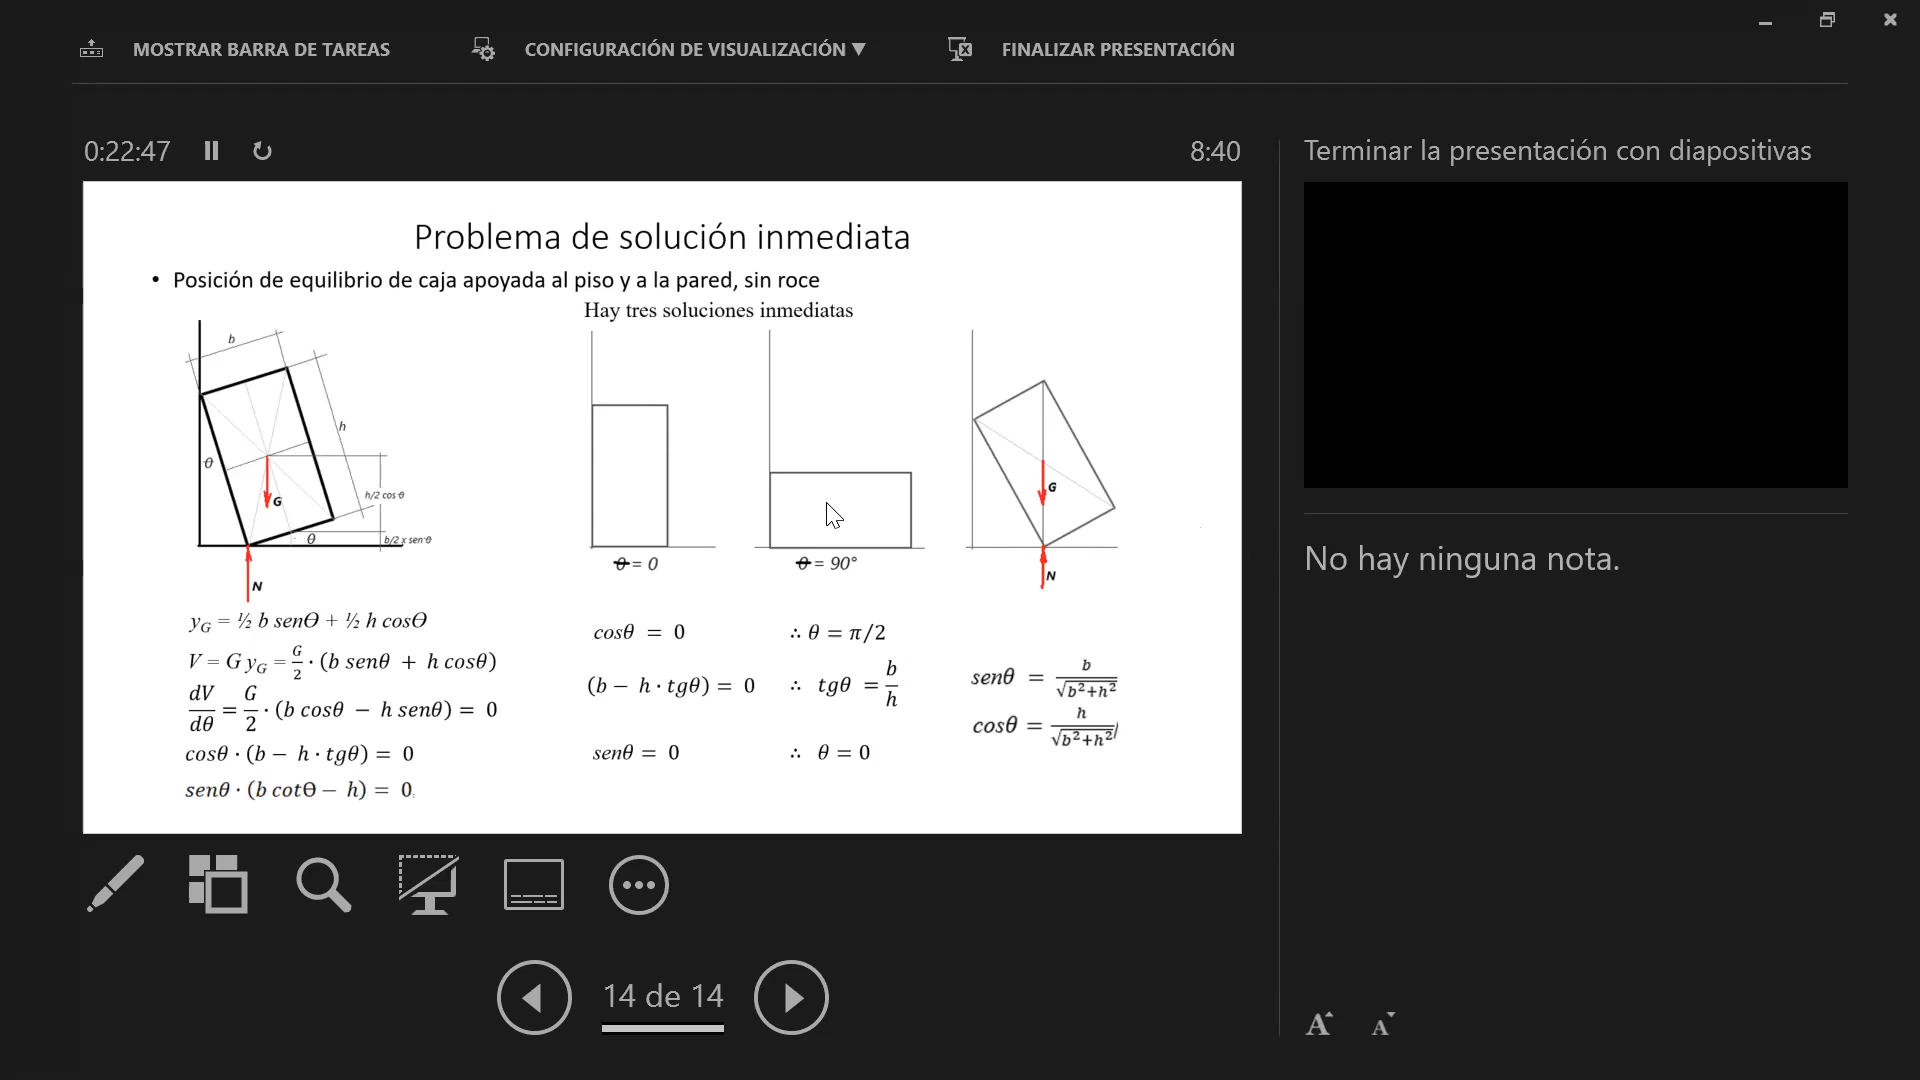 MOSTRAR BARRA DE TAREAS CONFIGURACIÓN DE VISUALIZACIÓN ▼ FINALIZAR PRESENTACIÓN
0:22:47 8:40
Terminar la presentación con diapositivas
Problema de solución inmediata
• Posición de equilibrio de caja apoyada al piso y a la pared, sin roce
Hay tres soluciones inmediatas
b
h
θ
G
h/2 cos θ
θ
b/2 x sen θ
N
θ = 0
θ = 90°
G
N
y_G = ½ b senΘ + ½ h cosΘ
V = G y_G = G/2 · (b senθ + h cosθ)
dV/dθ = G/2 · (b cosθ − h senθ) = 0
cosθ · (b − h · tgθ) = 0
senθ · (b cotΘ − h) = 0
cosθ = 0 ∴ θ = π/2
(b − h · tgθ) = 0 ∴ tgθ = b/h
senθ = 0 ∴ θ = 0
senθ = b/√b²+h²
cosθ = h/√b²+h²/
No hay ninguna nota.
14 de 14
A A